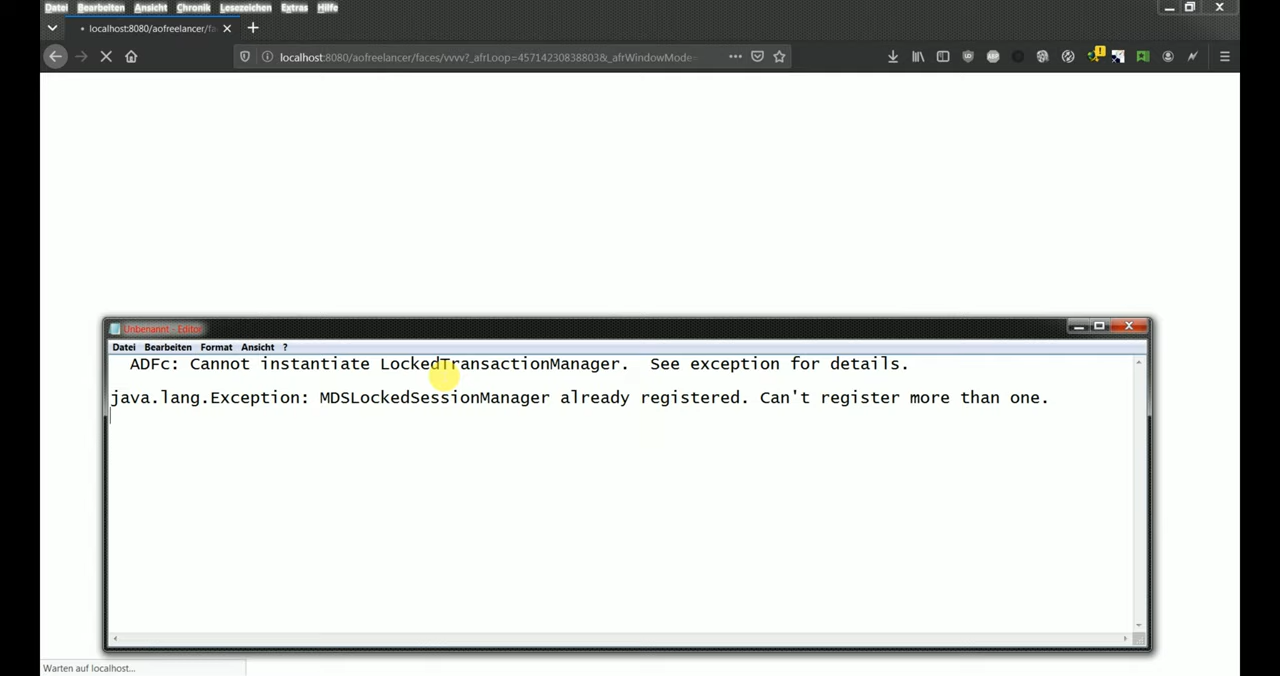 Datei Bearbeiten Ansicht Chronik Lesezeichen Extras Hilfe
localhost:8080/aofreelancer/fa
localhost:8080/aofreelancer/faces/vvvv?_afrLoop=45714230838803&_afrWindowMode=
Unbenannt - Editor
Datei Bearbeiten Format Ansicht ?
ADFc: Cannot instantiate LockedTransactionManager.  See exception for details.
java.lang.Exception: MDSLockedSessionManager already registered. Can't register more than one.
Warten auf localhost...